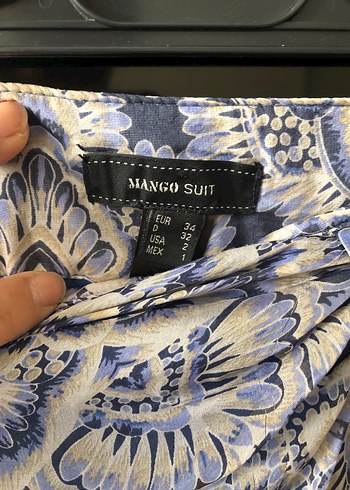 MANGO SUIT
EUR 34
D 32
USA 2
MEX 1